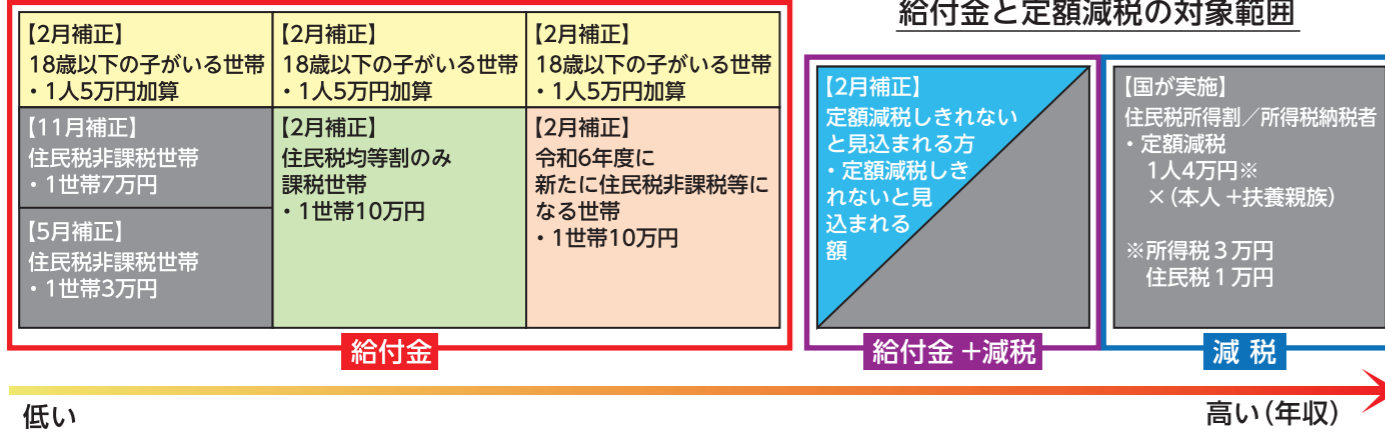 給付金と定額減税の対象範囲
【2月補正】
18歳以下の子がいる世帯
・1人5万円加算
【2月補正】
18歳以下の子がいる世帯
・1人5万円加算
【2月補正】
18歳以下の子がいる世帯
・1人5万円加算
【11月補正】
住民税非課税世帯
・1世帯7万円
【5月補正】
住民税非課税世帯
・1世帯3万円
【2月補正】
住民税均等割のみ
課税世帯
・1世帯10万円
【2月補正】
令和6年度に
新たに住民税非課税等に
なる世帯
・1世帯10万円
【2月補正】
定額減税しきれない
と見込まれる方
・定額減税しき
れないと見
込まれる
額
【国が実施】
住民税所得割／所得税納税者
・定額減税
1人4万円※
×（本人＋扶養親族）
※所得税３万円
住民税１万円
給付金
給付金＋減税
減税
低い
高い（年収）